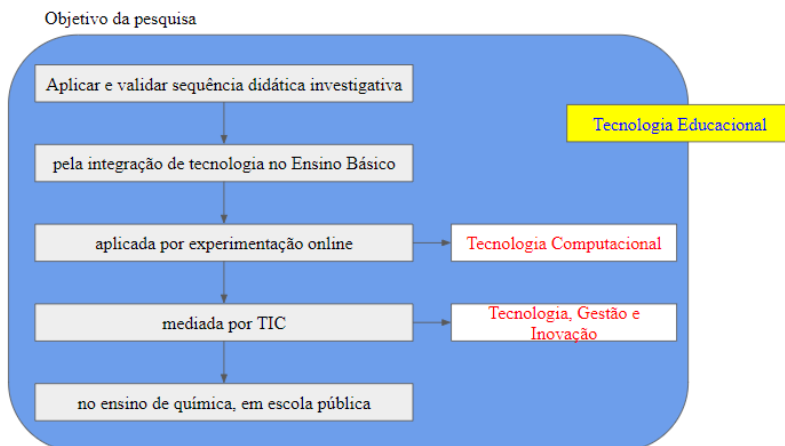 Objetivo da pesquisa
Aplicar e validar sequência didática investigativa
Tecnologia Educacional
pela integração de tecnologia no Ensino Básico
aplicada por experimentação online
Tecnologia Computacional
mediada por TIC
Tecnologia, Gestão e
Inovação
no ensino de química, em escola pública